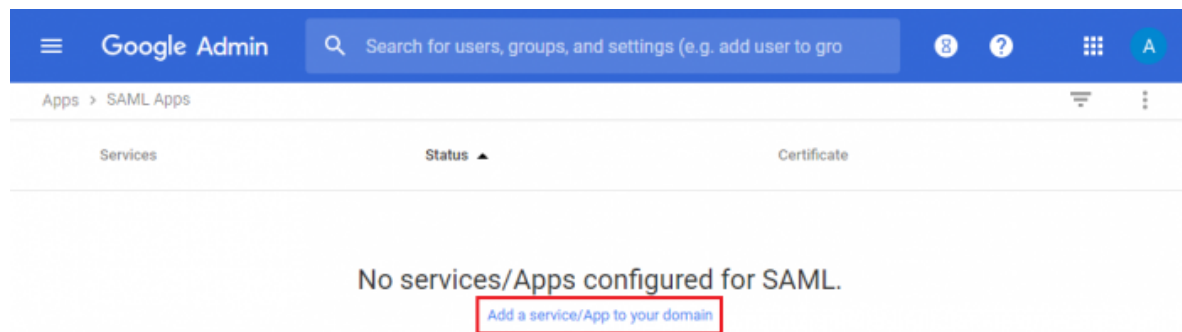 Google Admin Search for users, groups, and settings (e.g. add user to gro 8 ? A
Apps > SAML Apps
Services Status ▲ Certificate
No services/Apps configured for SAML.
Add a service/App to your domain